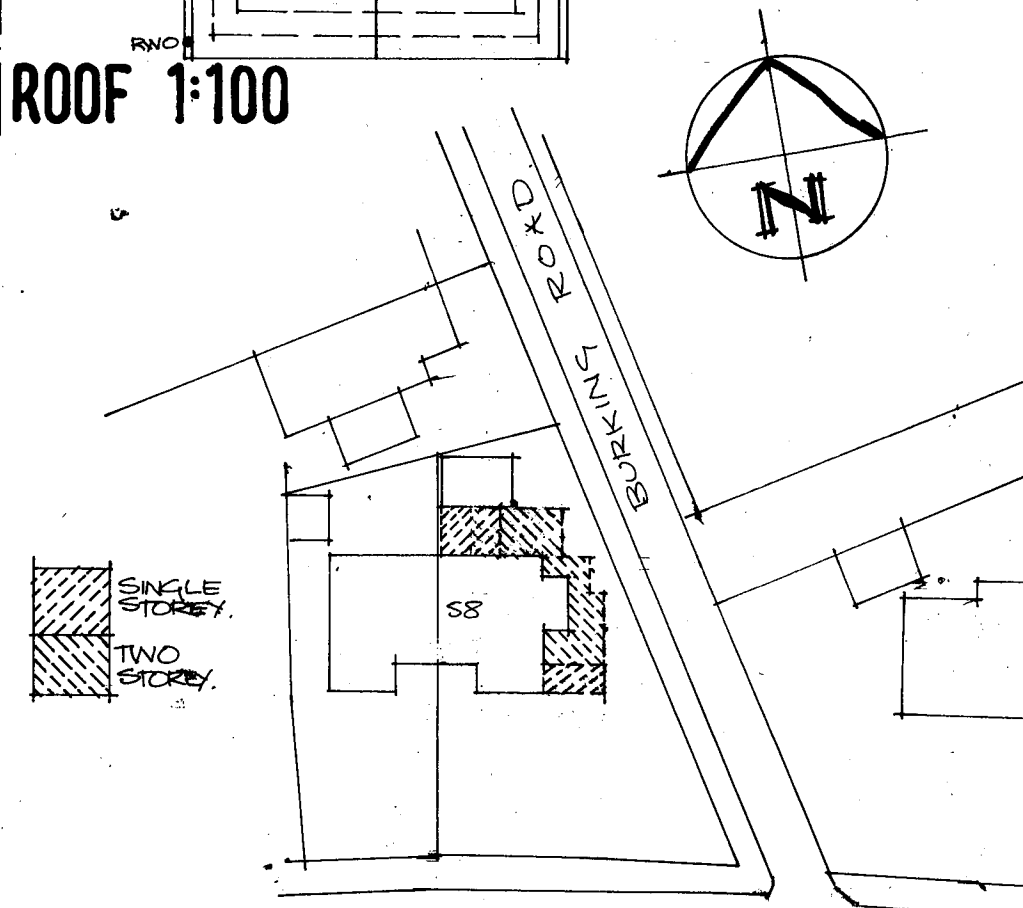 RWO
ROOF 1:100
N
BURKING ROAD.
58
SINGLE
STOREY.
TWO
STOREY.